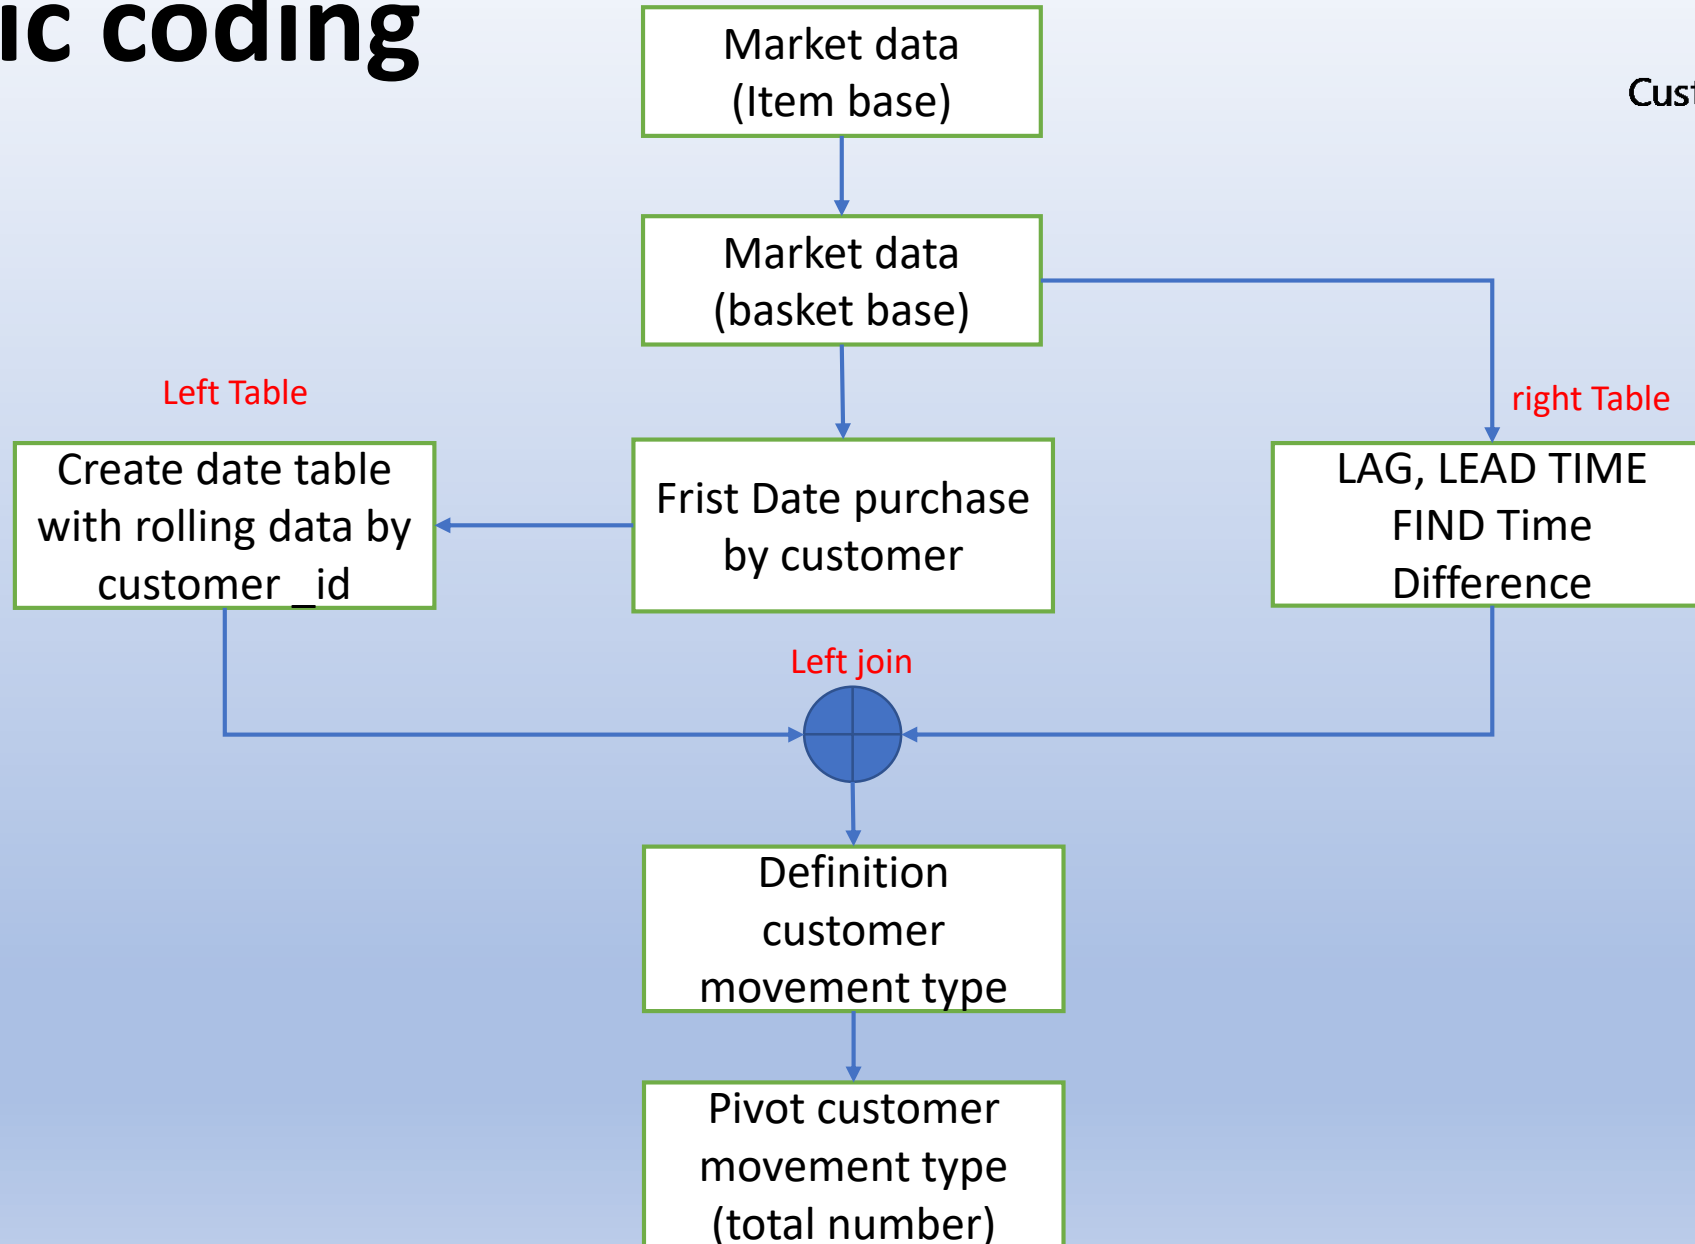 ic coding
Market data
(Item base)
Cust
Market data
(basket base)
Left Table
right Table
Create date table
with rolling data by
customer _id
Frist Date purchase
by customer
LAG, LEAD TIME
FIND Time
Difference
Left join
Definition
customer
movement type
Pivot customer
movement type
(total number)